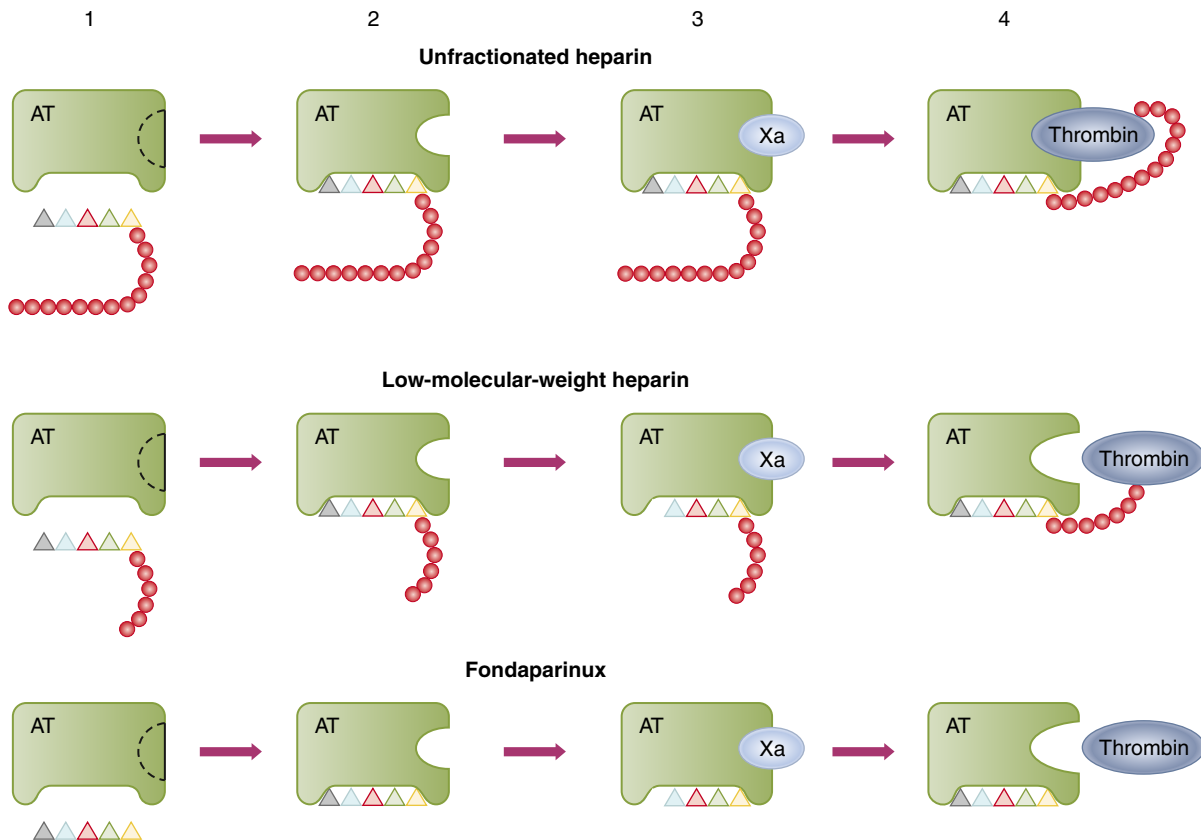 1 2 3 4
Unfractionated heparin
AT AT AT Xa AT Thrombin
Low-molecular-weight heparin
AT AT AT Xa AT Thrombin
Fondaparinux
AT AT AT Xa AT Thrombin